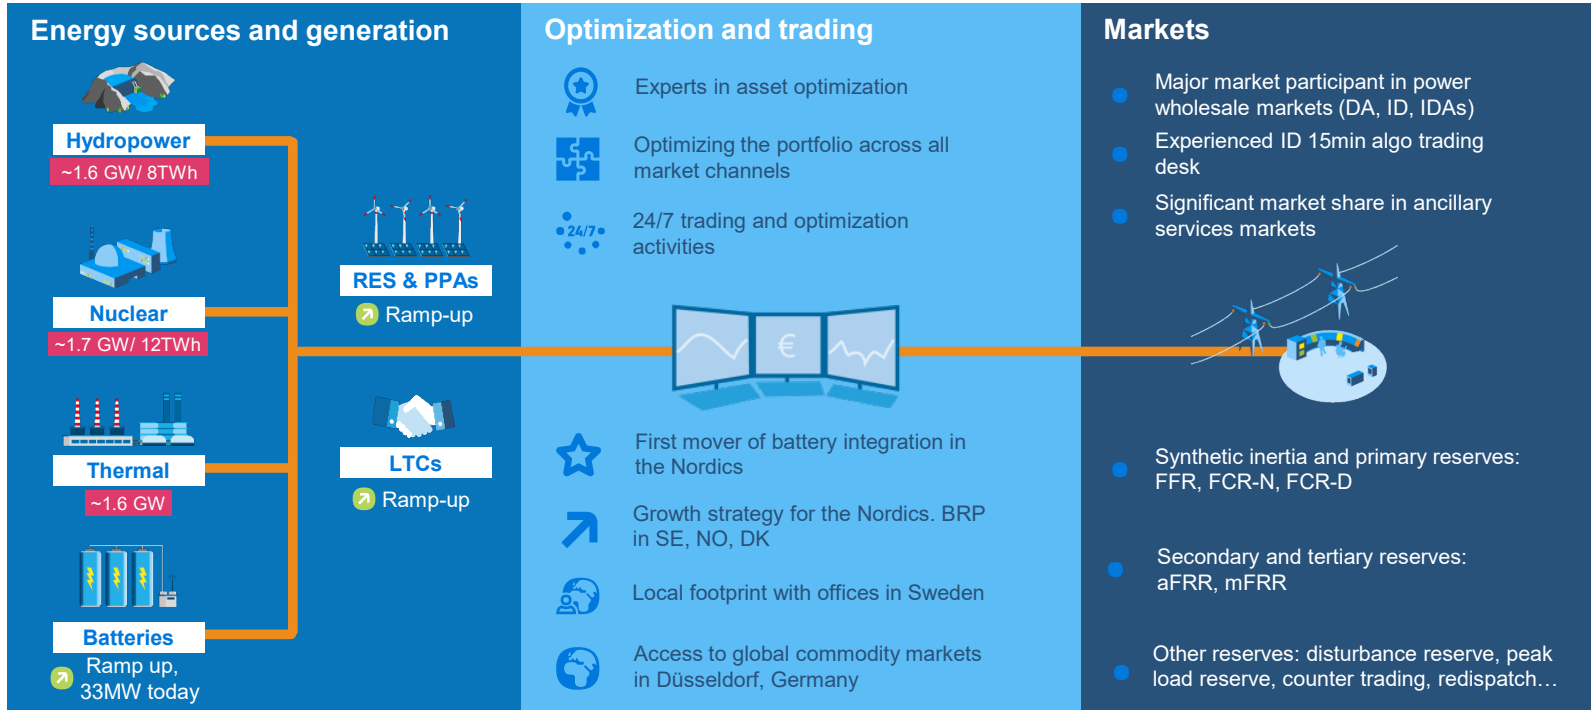 Energy sources and generation
Hydropower
~1.6 GW/ 8TWh
Nuclear
~1.7 GW/ 12TWh
Thermal
~1.6 GW
Batteries
Ramp up,
33MW today
RES & PPAs
Ramp-up
LTCs
Ramp-up
Optimization and trading
Experts in asset optimization
Optimizing the portfolio across all
market channels
24/7
24/7 trading and optimization
activities
€
First mover of battery integration in
the Nordics
Growth strategy for the Nordics. BRP
in SE, NO, DK
Local footprint with offices in Sweden
Access to global commodity markets
in Düsseldorf, Germany
Markets
Major market participant in power
wholesale markets (DA, ID, IDAs)
Experienced ID 15min algo trading
desk
Significant market share in ancillary
services markets
Synthetic inertia and primary reserves:
FFR, FCR-N, FCR-D
Secondary and tertiary reserves:
aFRR, mFRR
Other reserves: disturbance reserve, peak
load reserve, counter trading, redispatch…